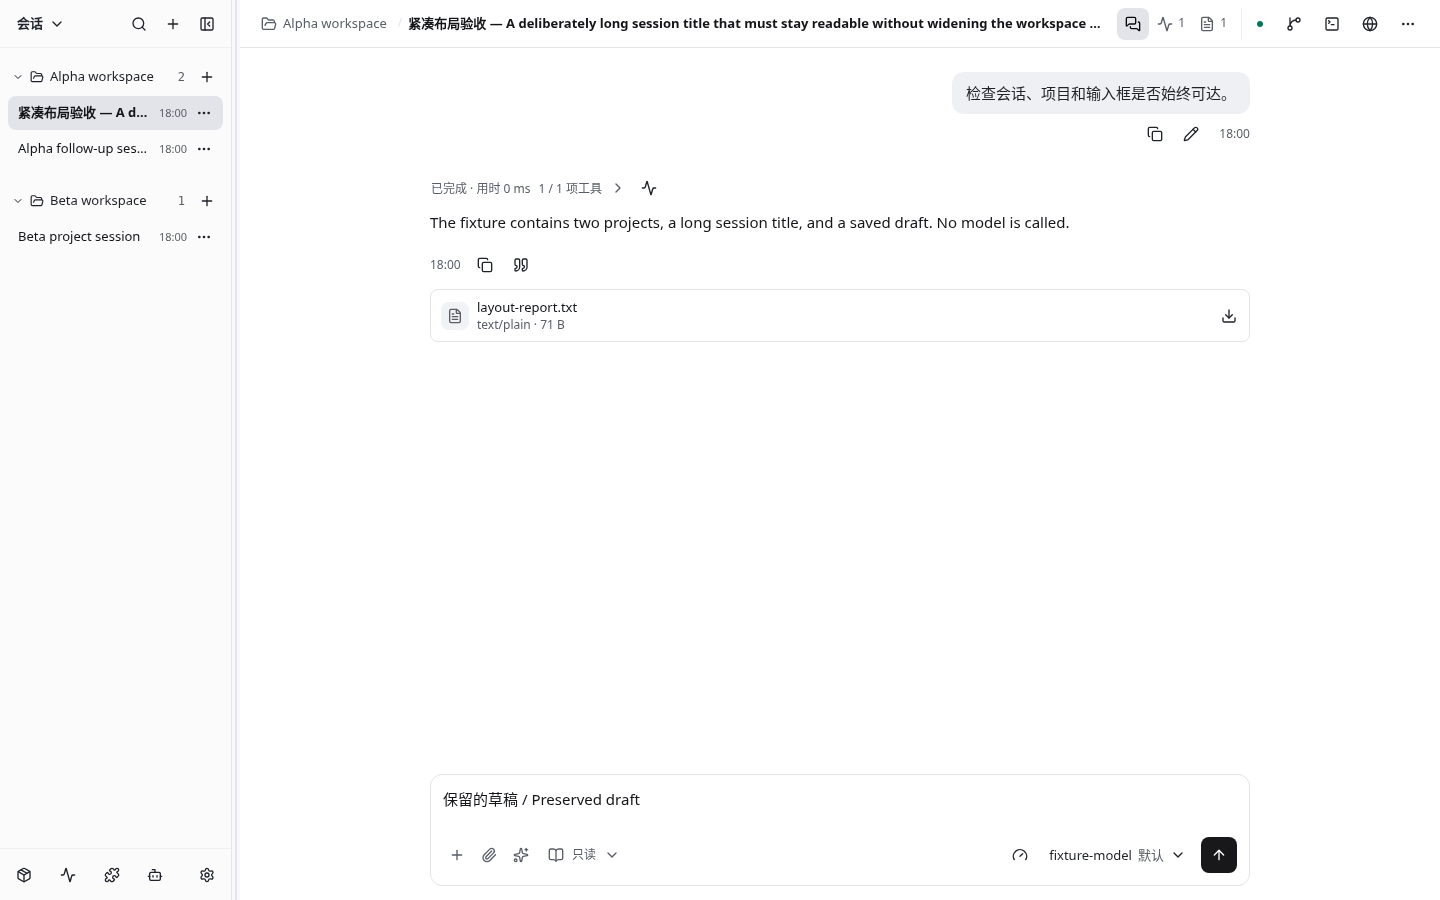 会话
Alpha workspace 2
紧凑布局验收 — A d... 18:00
Alpha follow-up ses... 18:00
Beta workspace 1
Beta project session 18:00
Alpha workspace / 紧凑布局验收 — A deliberately long session title that must stay readable without widening the workspace ... 1 1
检查会话、项目和输入框是否始终可达。
18:00
已完成 · 用时 0 ms 1 / 1 项工具
The fixture contains two projects, a long session title, and a saved draft. No model is called.
18:00
layout-report.txt
text/plain · 71 B
保留的草稿 / Preserved draft
只读 fixture-model 默认